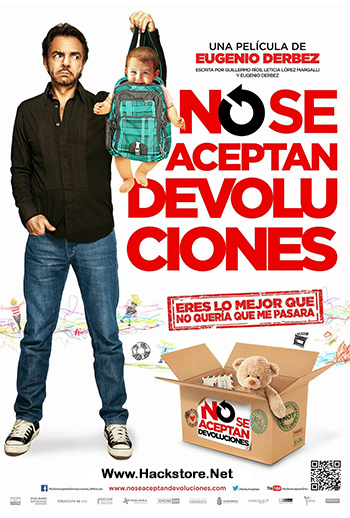 UNA PELÍCULA DE
EUGENIO DERBEZ
ESCRITA POR GUILLERMO RÍOS, LETICIA LÓPEZ MARGALLI
Y EUGENIO DERBEZ
NO SE
ACEPTAN
DEVOLU
CIONES
ERES LO MEJOR QUE
NO QUERÍA QUE ME PASARA
NO SE
ACEPTAN
DEVOLUCIONES
Www.Hackstore.Net
www.noseaceptandevoluciones.com